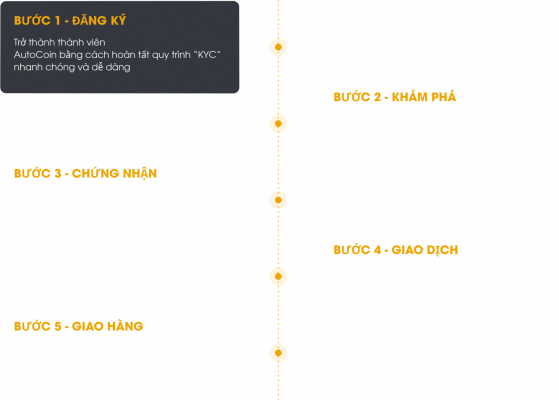 BƯỚC 1 - ĐĂNG KÝ
Trở thành thành viên
AutoCoin bằng cách hoàn tất quy trình “KYC”
nhanh chóng và dễ dàng
BƯỚC 2 - KHÁM PHÁ
BƯỚC 3 - CHỨNG NHẬN
BƯỚC 4 - GIAO DỊCH
BƯỚC 5 - GIAO HÀNG